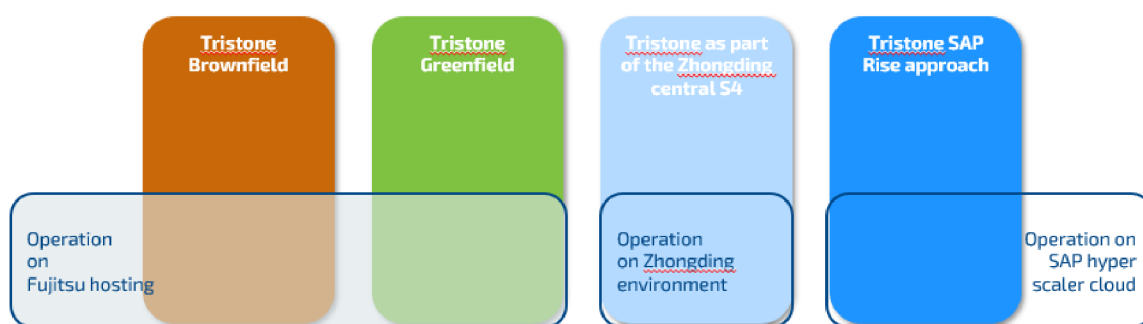 Tristone
Brownfield
Tristone
Greenfield
Tristone as part
of the Zhongding
central S4
Tristone SAP
Rise approach
Operation
on
Fujitsu hosting
Operation
on Zhongding
environment
Operation on
SAP hyper
scaler cloud